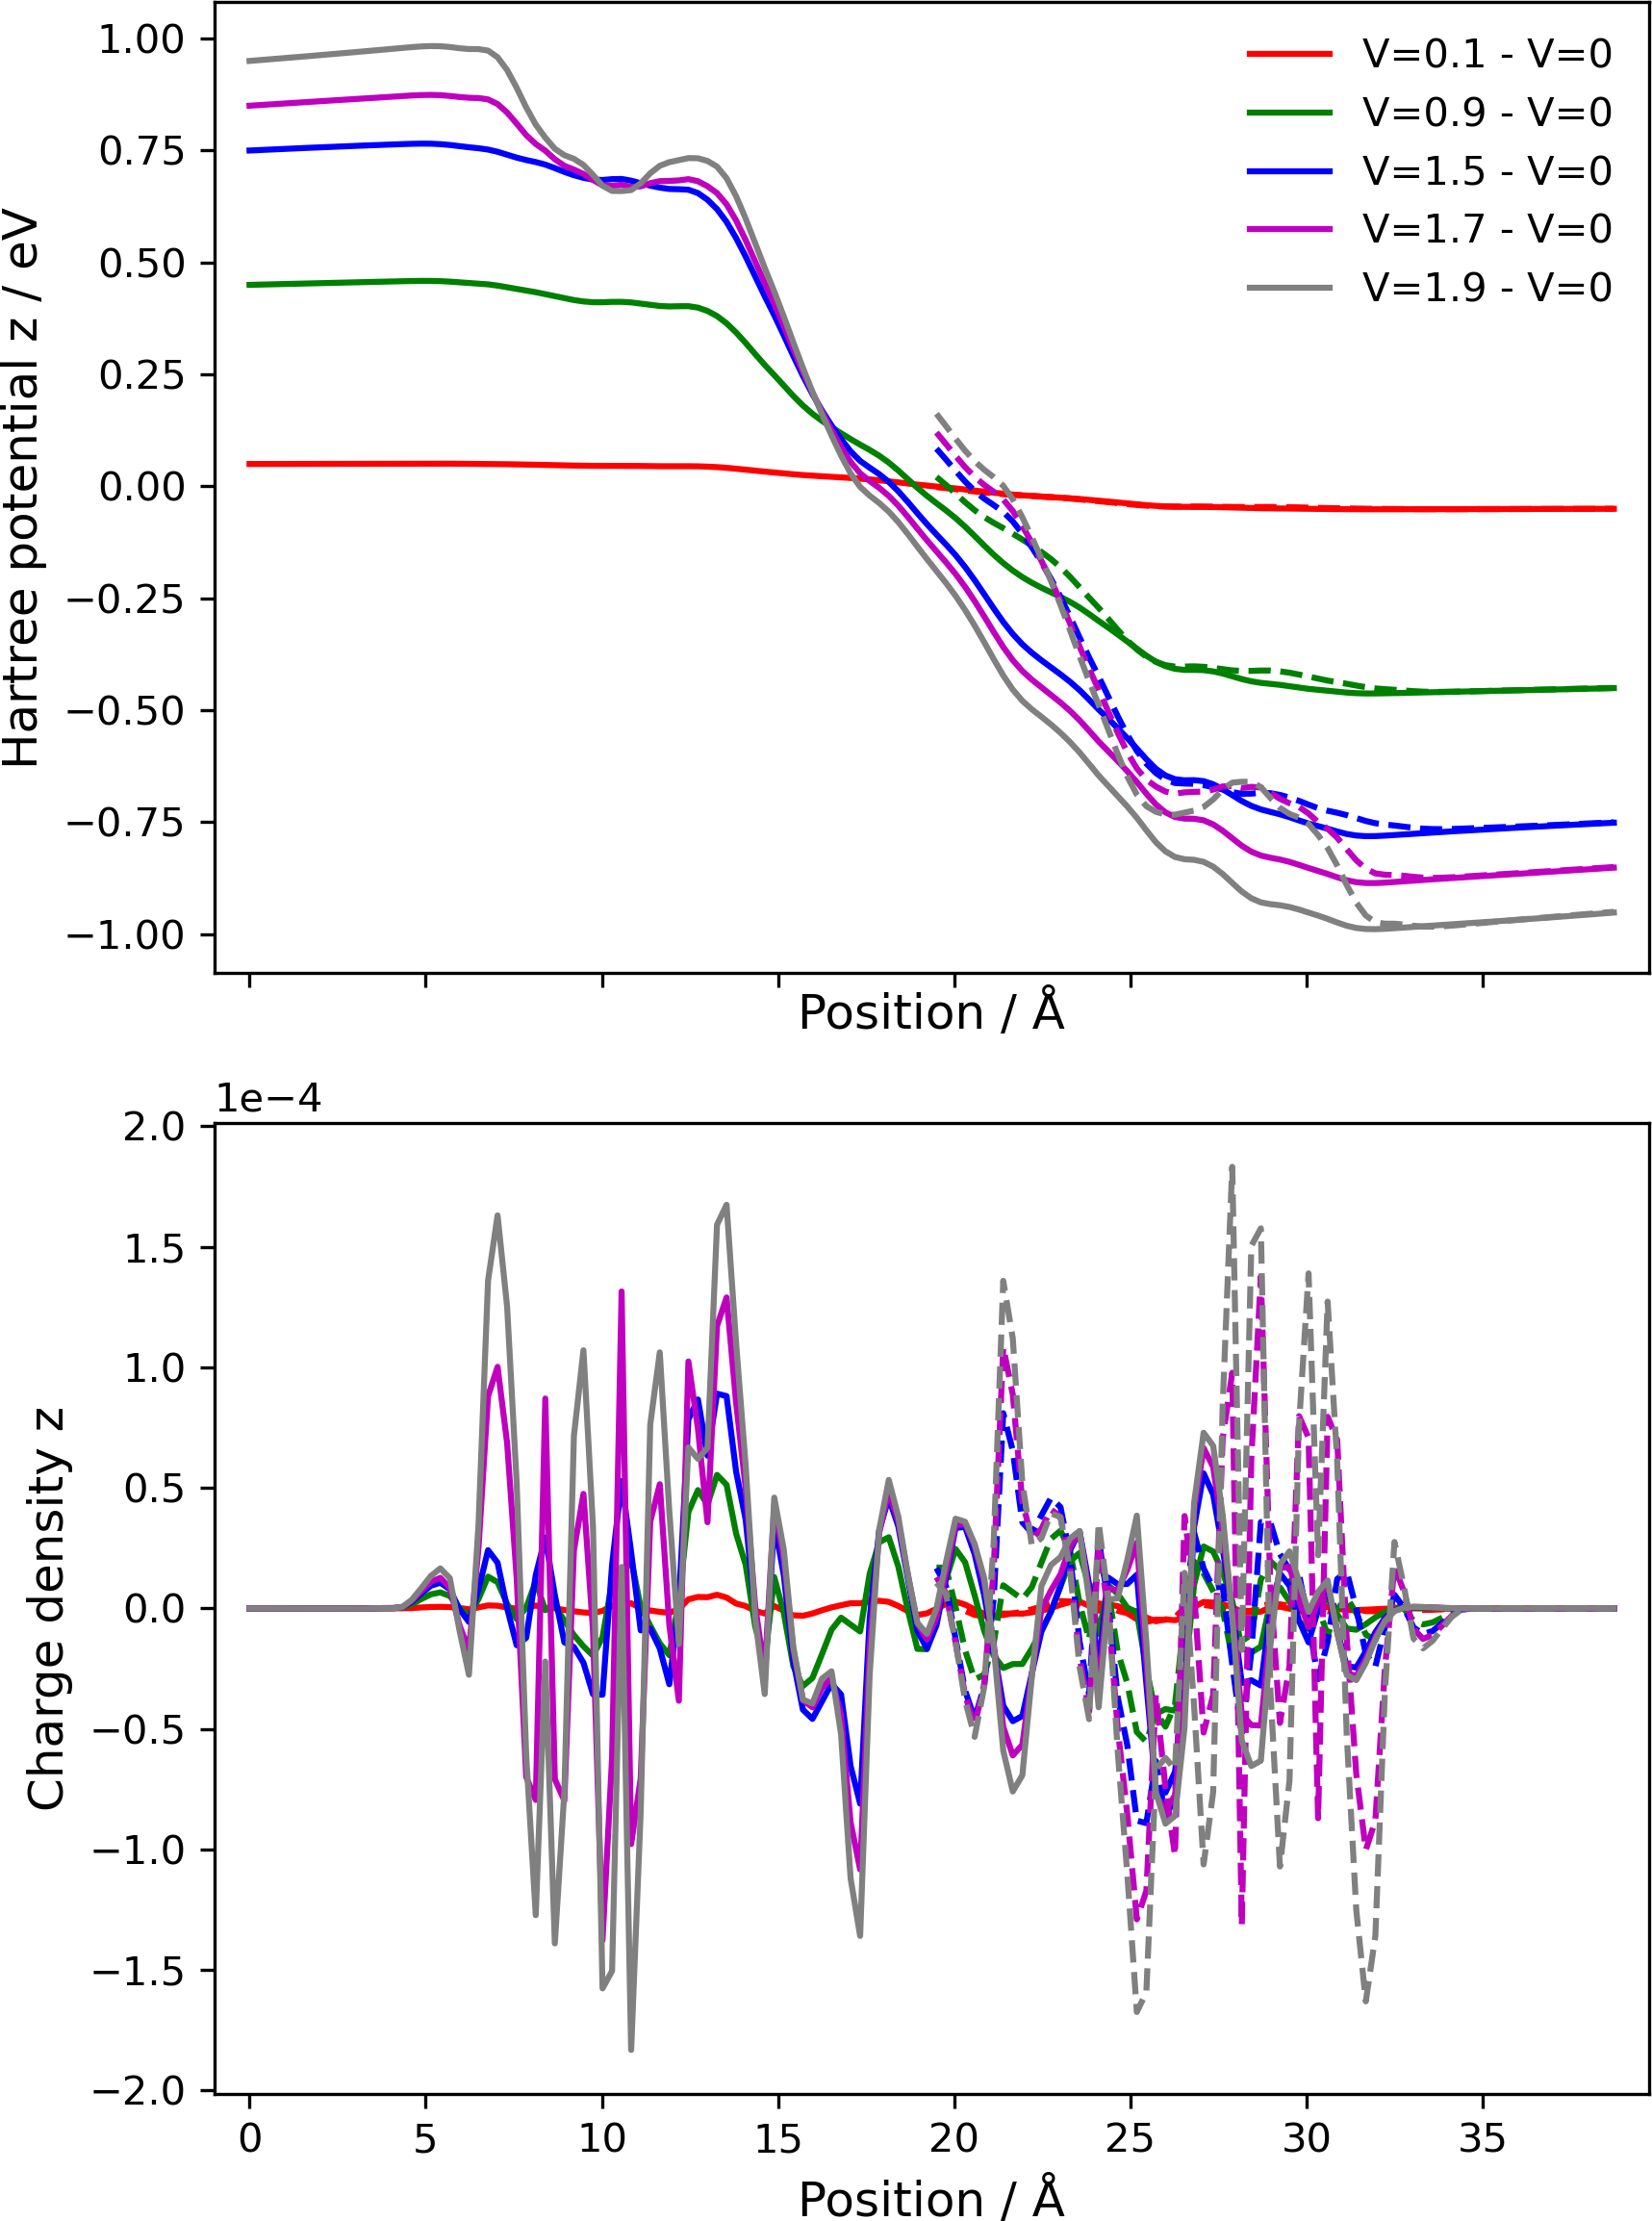 Hartree potential z / eV
1.00
0.75
0.50
0.25
0.00
−0.25
−0.50
−0.75
−1.00
V=0.1 - V=0
V=0.9 - V=0
V=1.5 - V=0
V=1.7 - V=0
V=1.9 - V=0
Position / Å
1e−4
Charge density z
2.0
1.5
1.0
0.5
0.0
−0.5
−1.0
−1.5
−2.0
0 5 10 15 20 25 30 35
Position / Å